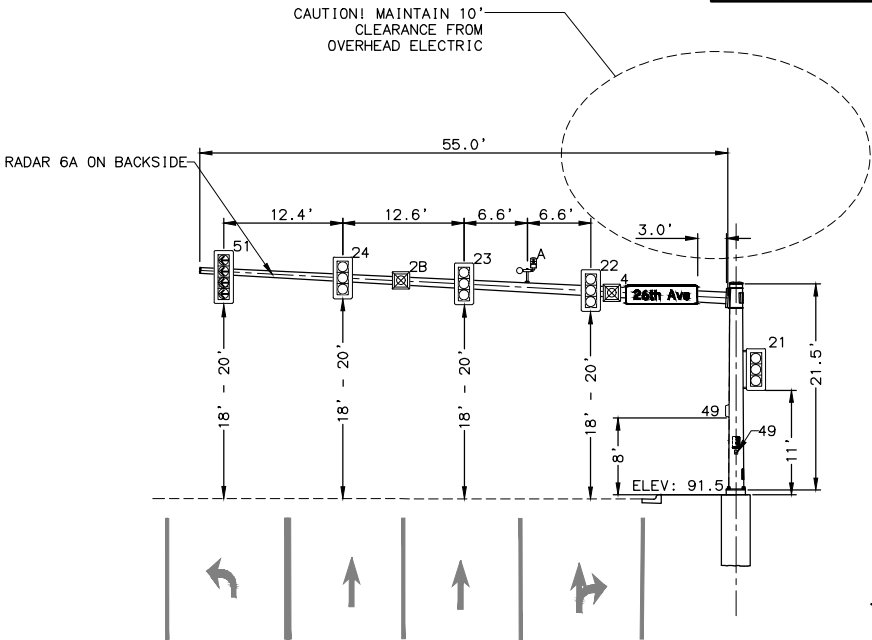 CAUTION! MAINTAIN 10'
CLEARANCE FROM
OVERHEAD ELECTRIC
55.0'
RADAR 6A ON BACKSIDE
12.4'
12.6'
6.6'
6.6'
3.0'
51
24
2B
23
A
22
4
26th Ave
21
18' - 20'
18' - 20'
18' - 20'
18' - 20'
21.5'
49
49
8'
11'
ELEV: 91.5